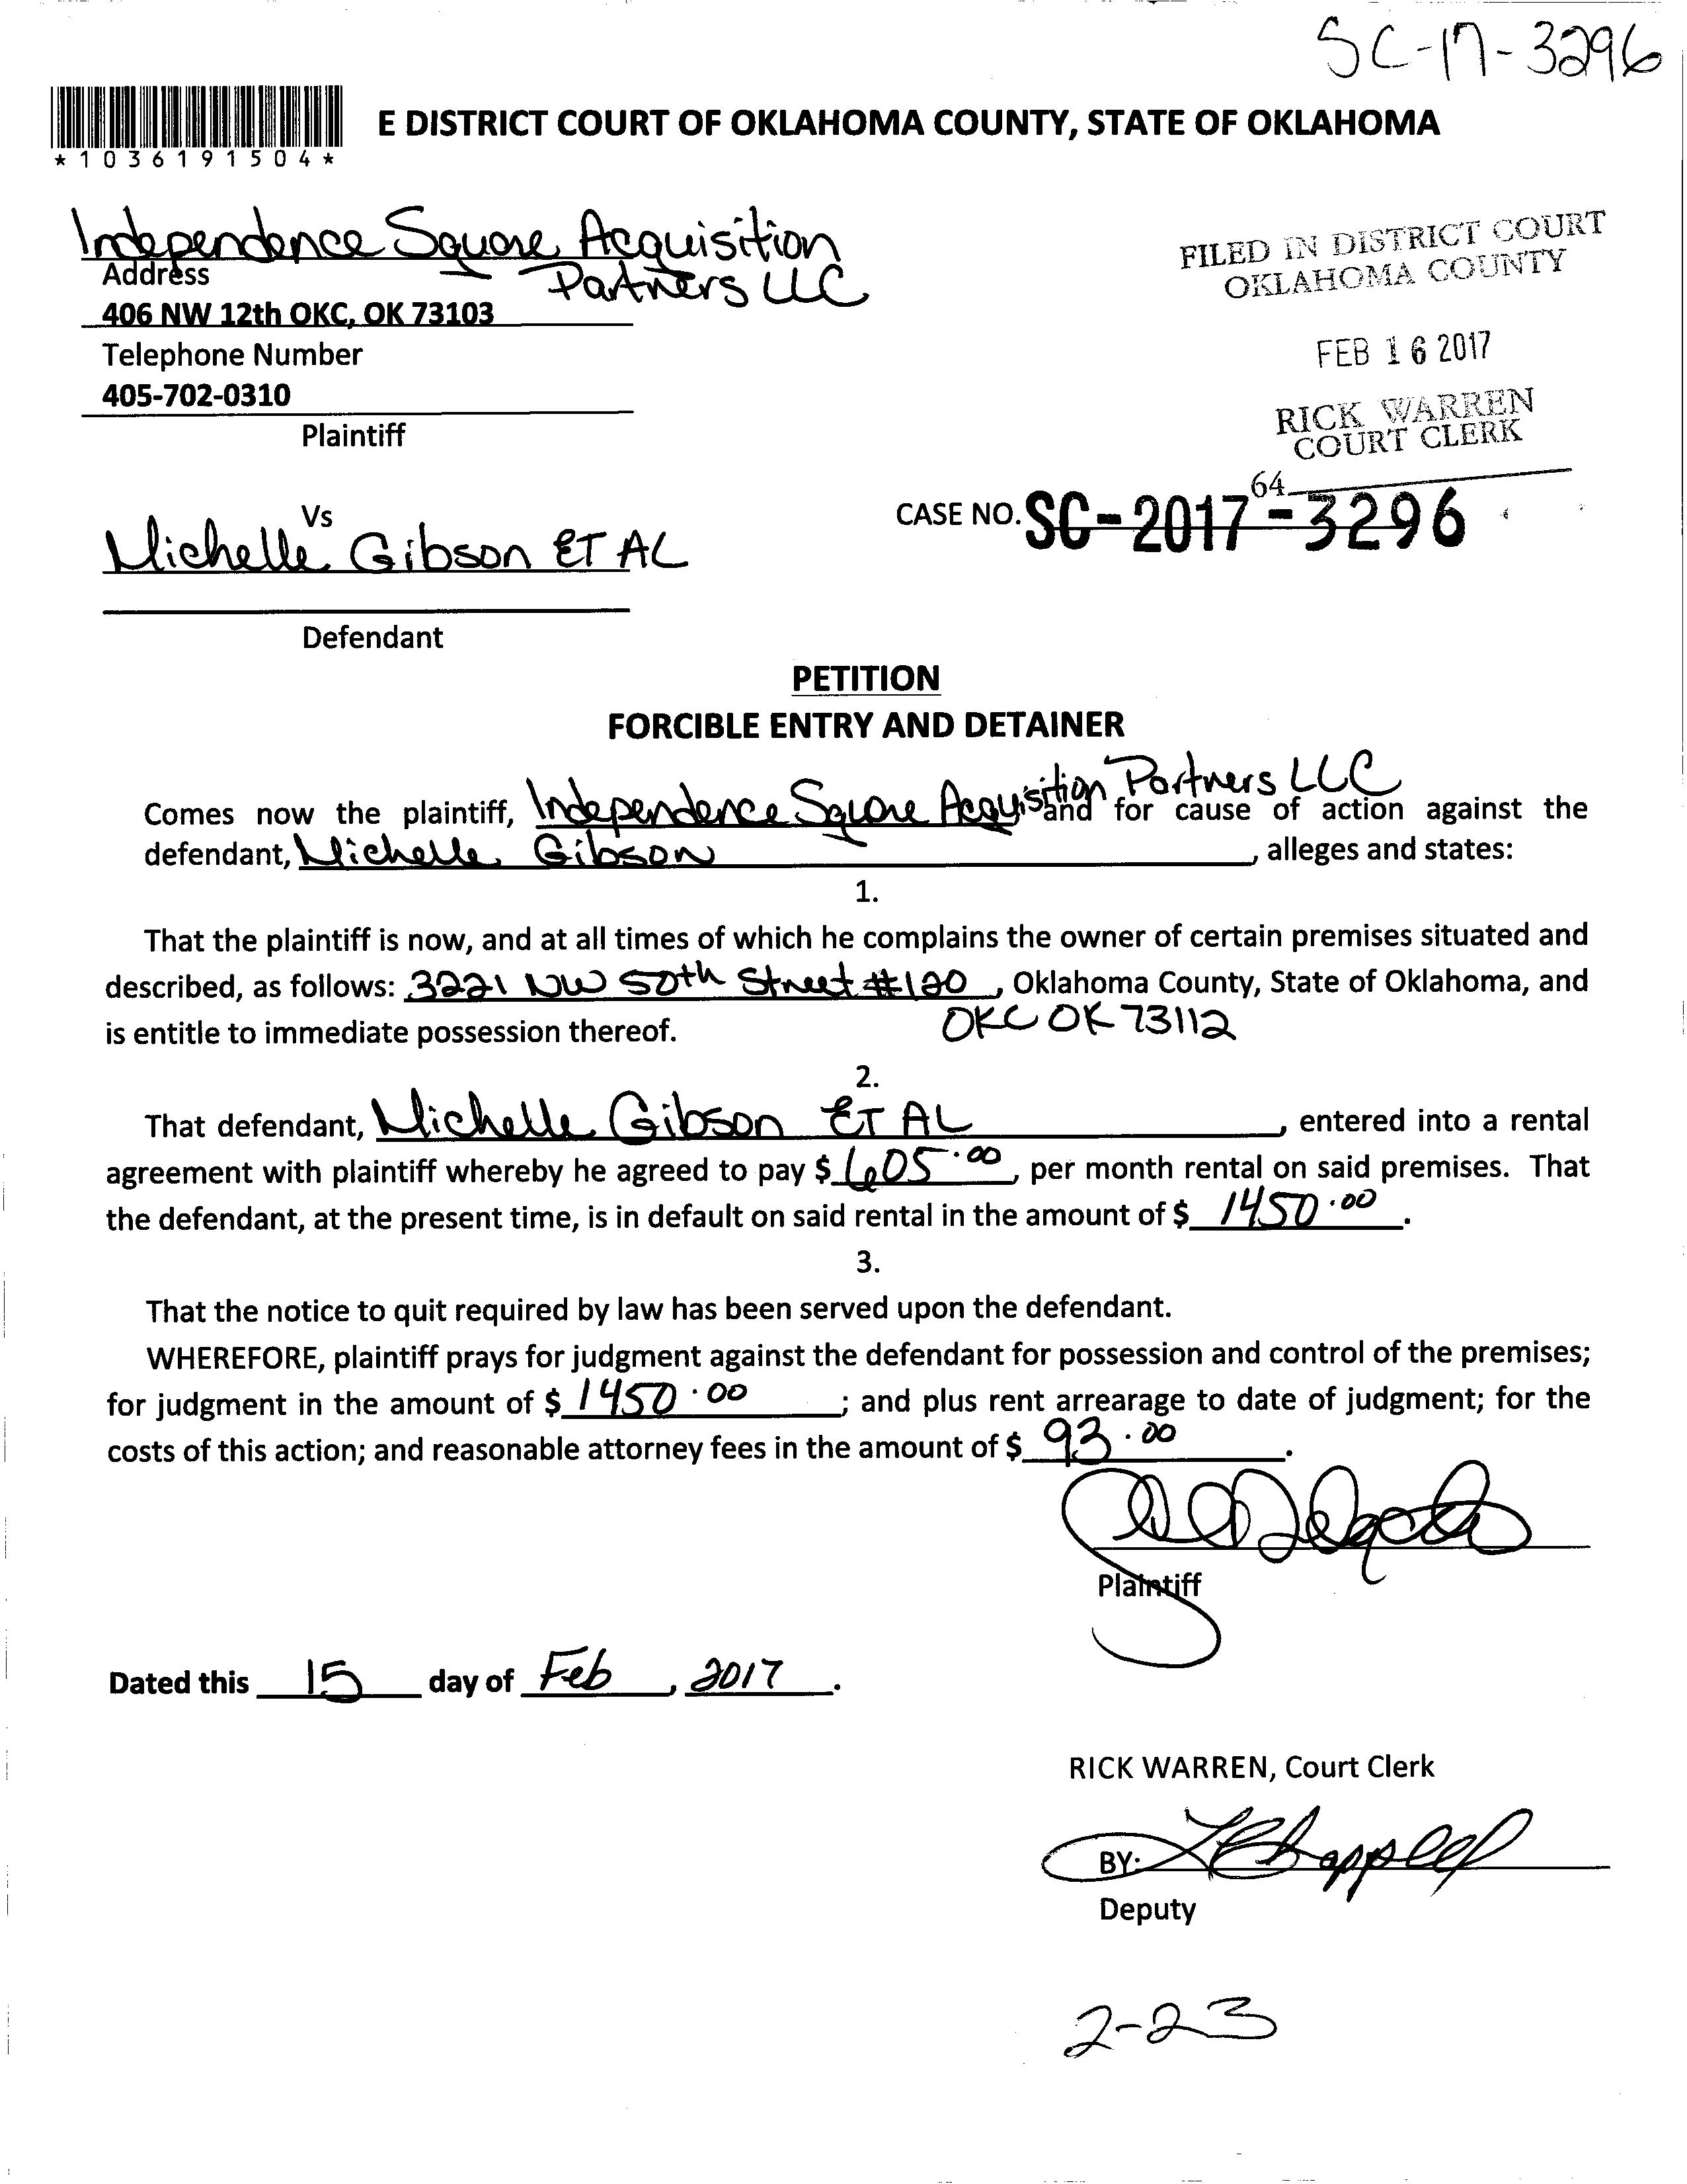 SC-17-3296
E DISTRICT COURT OF OKLAHOMA COUNTY, STATE OF OKLAHOMA
*1036191504*
Independence Square Acquisition
Partners LLC
Address
406 NW 12th OKC, OK 73103
Telephone Number
405-702-0310
Plaintiff
FILED IN DISTRICT COURT
OKLAHOMA COUNTY
FEB 16 2017
RICK WARREN
COURT CLERK
64
Vs
Michelle Gibson ET AL
Defendant
CASE NO. SC-2017-3296
PETITION
FORCIBLE ENTRY AND DETAINER
Comes now the plaintiff, Independence Square Acquisition Partners LLC and for cause of action against the
defendant, Michelle Gibson, alleges and states:
1.
That the plaintiff is now, and at all times of which he complains the owner of certain premises situated and
described, as follows: 3221 NW 50th Street #120, Oklahoma County, State of Oklahoma, and
is entitle to immediate possession thereof. OKC OK 73112
2.
That defendant, Michelle Gibson ET AL, entered into a rental
agreement with plaintiff whereby he agreed to pay $ 605.00, per month rental on said premises. That
the defendant, at the present time, is in default on said rental in the amount of $ 1450.00.
3.
That the notice to quit required by law has been served upon the defendant.
WHEREFORE, plaintiff prays for judgment against the defendant for possession and control of the premises;
for judgment in the amount of $ 1450.00; and plus rent arrearage to date of judgment; for the
costs of this action; and reasonable attorney fees in the amount of $ 93.00.
Plaintiff
Dated this 15 day of Feb, 2017.
RICK WARREN, Court Clerk
BY:
Deputy
2-23